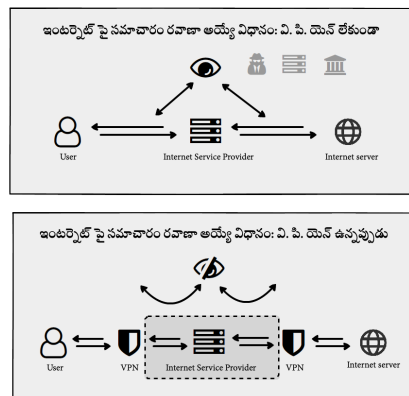 ఇంటర్నెట్ పై సమాచారం రవాణా అయ్యే విధానం: వి. పి. యెన్ లేకుండా
User Internet Service Provider Internet server
ఇంటర్నెట్ పై సమాచారం రవాణా అయ్యే విధానం: వి. పి. యెన్ ఉన్నప్పుడు
User VPN Internet Service Provider VPN Internet server